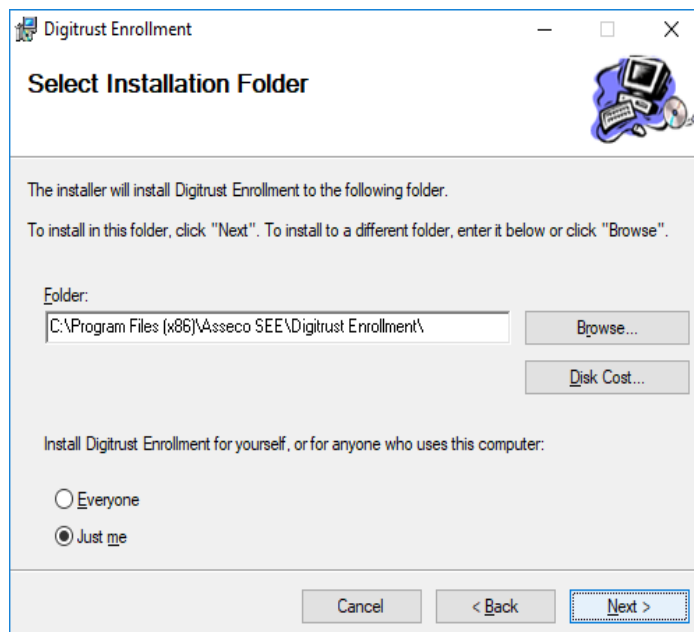 Digitrust Enrollment
Select Installation Folder
The installer will install Digitrust Enrollment to the following folder.
To install in this folder, click "Next". To install to a different folder, enter it below or click "Browse".
Folder:
C:\Program Files (x86)\Asseco SEE\Digitrust Enrollment\
Browse...
Disk Cost...
Install Digitrust Enrollment for yourself, or for anyone who uses this computer:
Everyone
Just me
Cancel
< Back
Next >